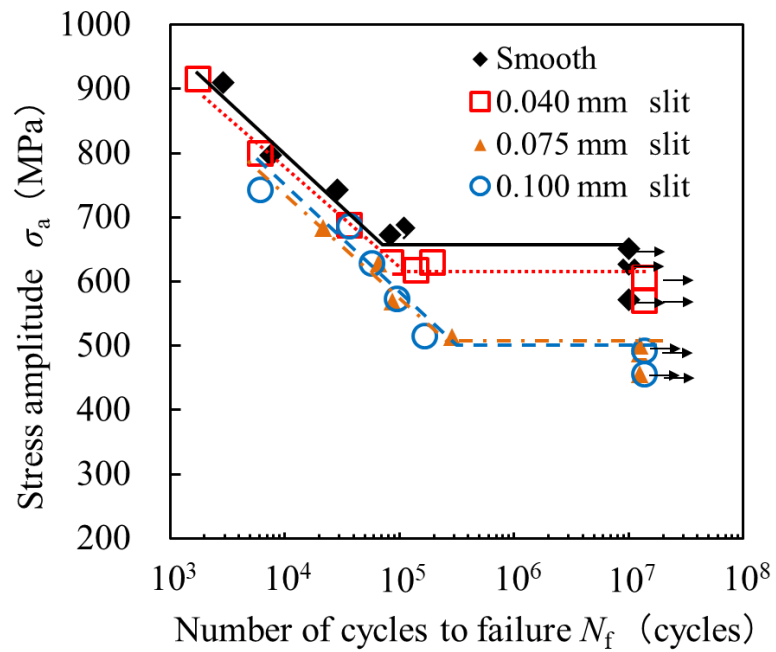 1000
900
800
700
600
500
400
300
200
Stress amplitude σa (MPa)
Smooth
0.040 mm slit
0.075 mm slit
0.100 mm slit
10³ 10⁴ 10⁵ 10⁶ 10⁷ 10⁸
Number of cycles to failure Nf (cycles)